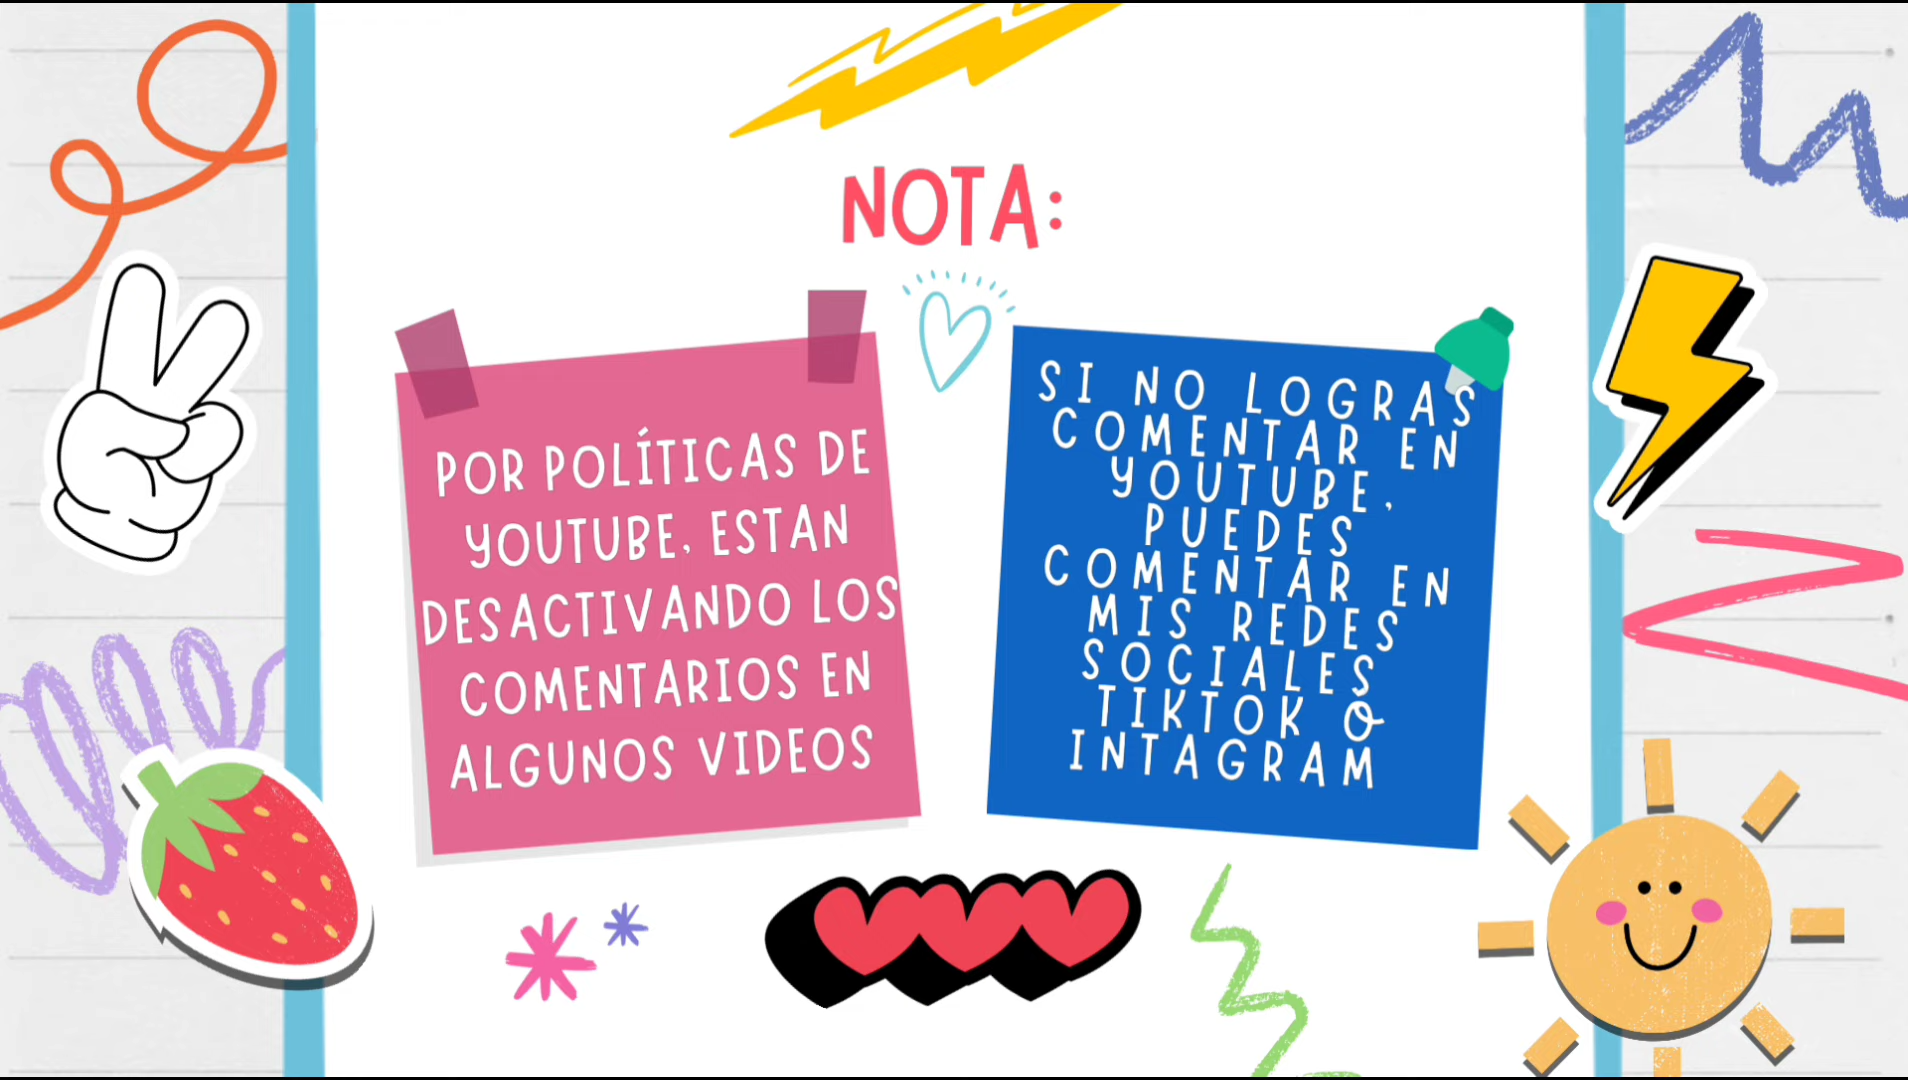 NOTA:
POR POLÍTICAS DE
YOUTUBE, ESTAN
DESACTIVANDO LOS
COMENTARIOS EN
ALGUNOS VIDEOS
SI NO LOGRAS
COMENTAR EN
YOUTUBE,
PUEDES
COMENTAR EN
MIS REDES
SOCIALES
TIKTOK O
INTAGRAM